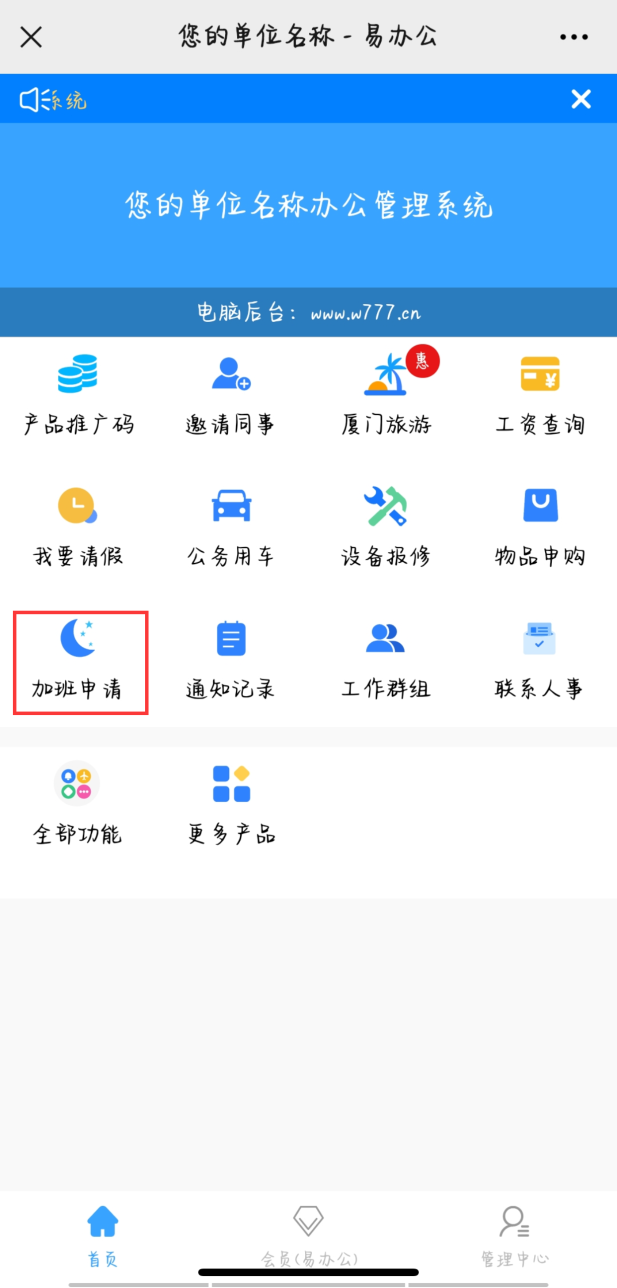 您的单位名称 - 易办公
系统
您的单位名称办公管理系统
电脑后台：www.w777.cn
惠
产品推广码 邀请同事 厦门旅游 工资查询
我要请假 公务用车 设备报修 物品申购
加班申请 通知记录 工作群组 联系人事
全部功能 更多产品
首页 会员(易办公) 管理中心